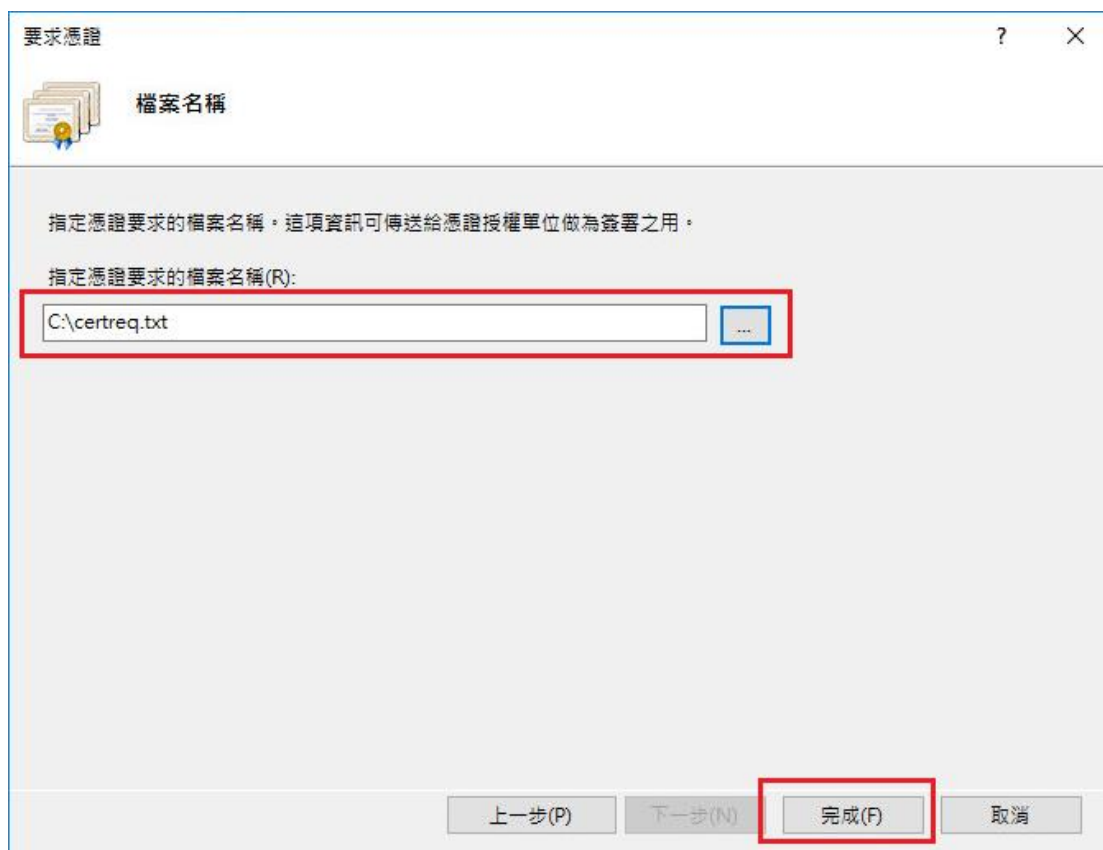 要求憑證
?
檔案名稱
指定憑證要求的檔案名稱。這項資訊可傳送給憑證授權單位做為簽署之用。
指定憑證要求的檔案名稱(R):
C:\certreq.txt
...
上一步(P)
下一步(N)
完成(F)
取消